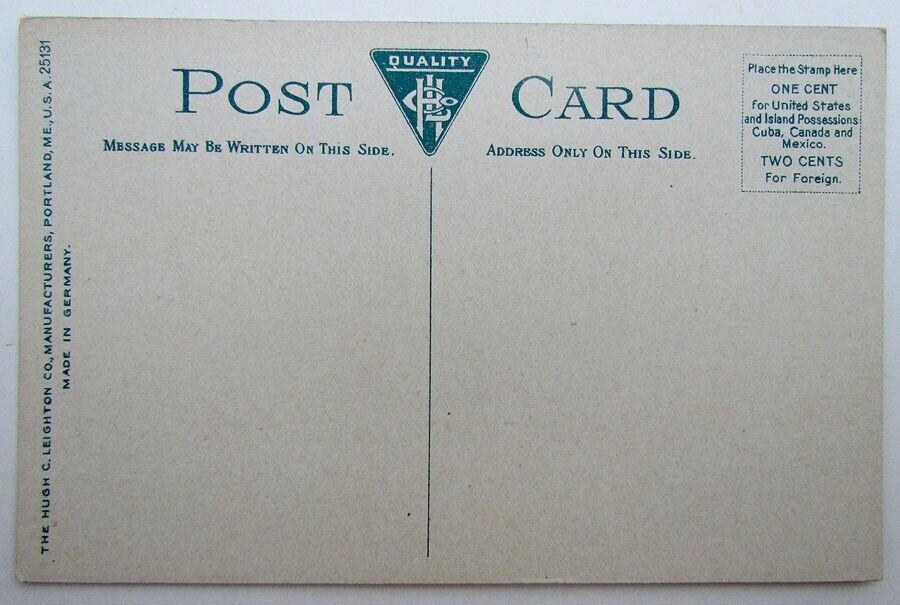 POST CARD
QUALITY
MESSAGE MAY BE WRITTEN ON THIS SIDE.
ADDRESS ONLY ON THIS SIDE.
Place the Stamp Here
ONE CENT
for United States
and Island Possessions
Cuba, Canada and
Mexico.
TWO CENTS
For Foreign.
THE HUGH C. LEIGHTON CO., MANUFACTURERS, PORTLAND, ME., U.S.A. 25131
MADE IN GERMANY.